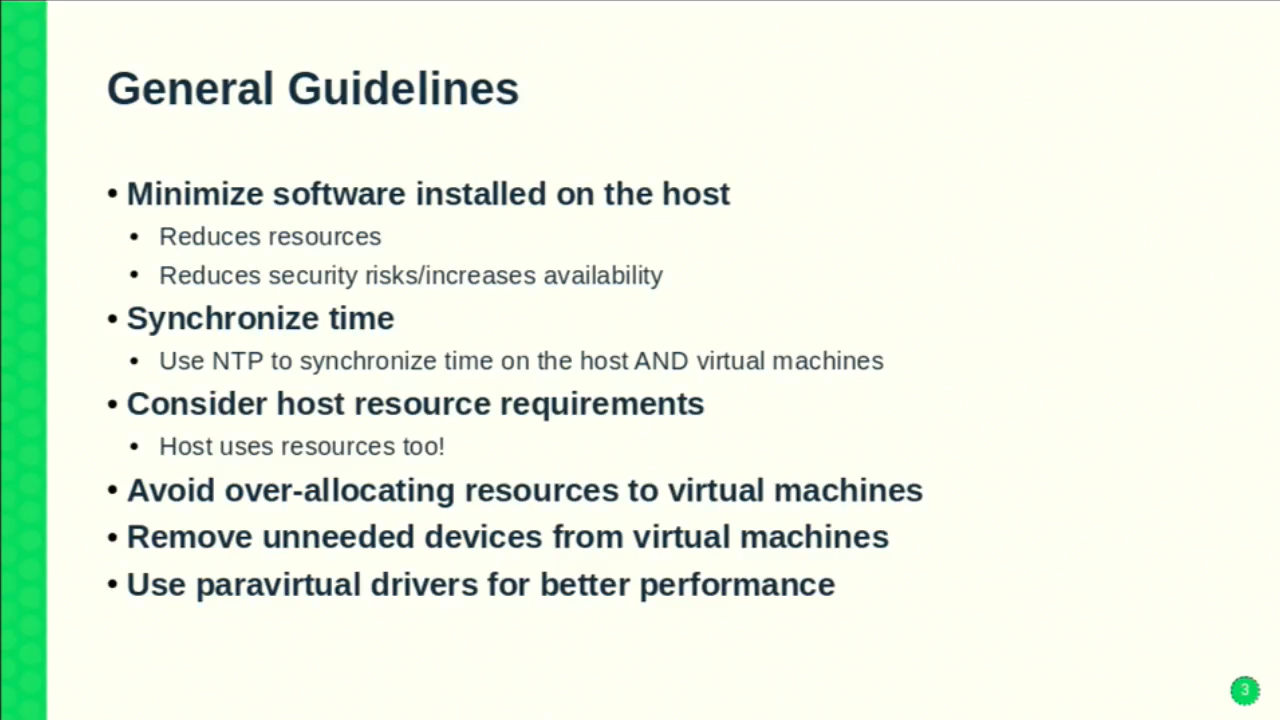 General Guidelines
• Minimize software installed on the host
• Reduces resources
• Reduces security risks/increases availability
• Synchronize time
• Use NTP to synchronize time on the host AND virtual machines
• Consider host resource requirements
• Host uses resources too!
• Avoid over-allocating resources to virtual machines
• Remove unneeded devices from virtual machines
• Use paravirtual drivers for better performance
3